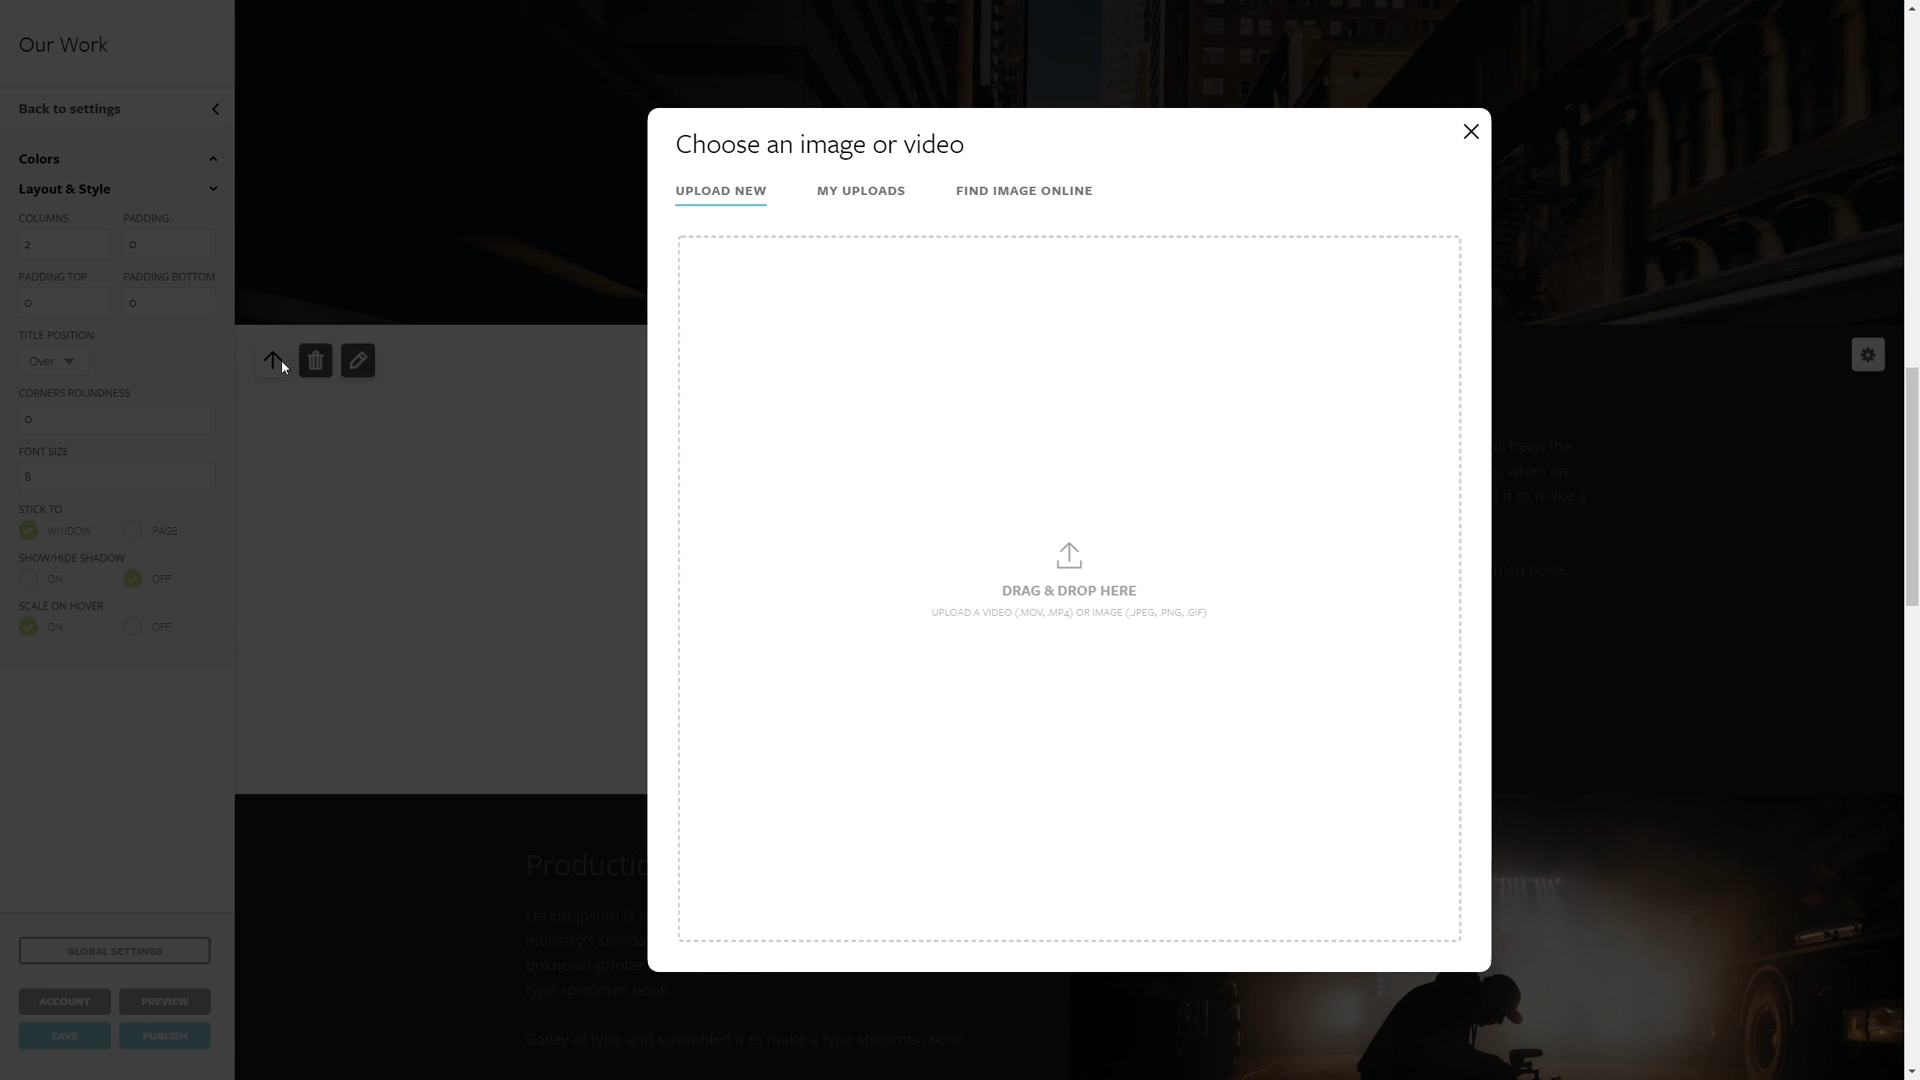 Our Work
Back to settings
Colors
Layout & Style
COLUMNS PADDING
2 0
PADDING TOP PADDING BOTTOM
0 0
TITLE POSITION
Over
CORNERS ROUNDNESS
0
FONT SIZE
8
STICK TO
WINDOW PAGE
SHOW/HIDE SHADOW
ON OFF
SCALE ON HOVER
ON OFF
GLOBAL SETTINGS
ACCOUNT PREVIEW
SAVE PUBLISH
Choose an image or video
UPLOAD NEW MY UPLOADS FIND IMAGE ONLINE
DRAG & DROP HERE
UPLOAD A VIDEO (.MOV, .MP4) OR IMAGE (.JPEG, .PNG, .GIF)
been the
when an
it to make a
book.
Lorem Ipsum is
industry's
unknown printer
type specimen book.
Galley of type and scrambled it to make a type specimen book.